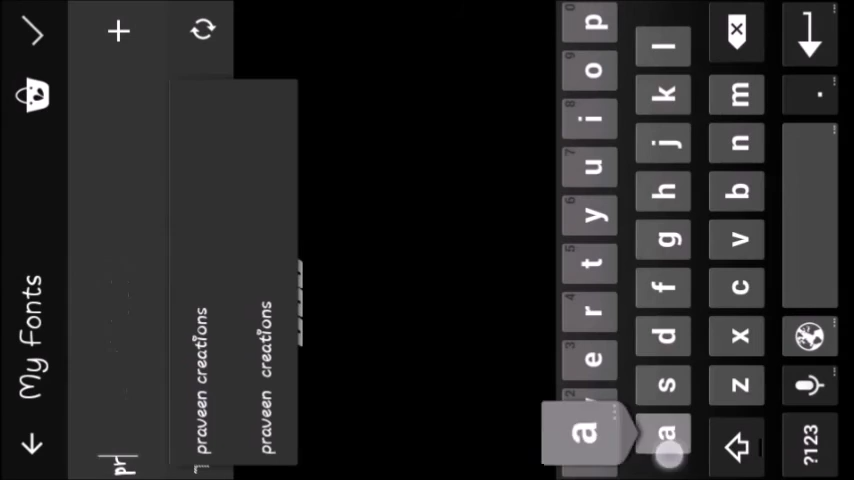 My Fonts
pr
praveen creations
praveen creations
p o i u y t r e
l k j h g f d s a
m n b v c x z
. ?123
a